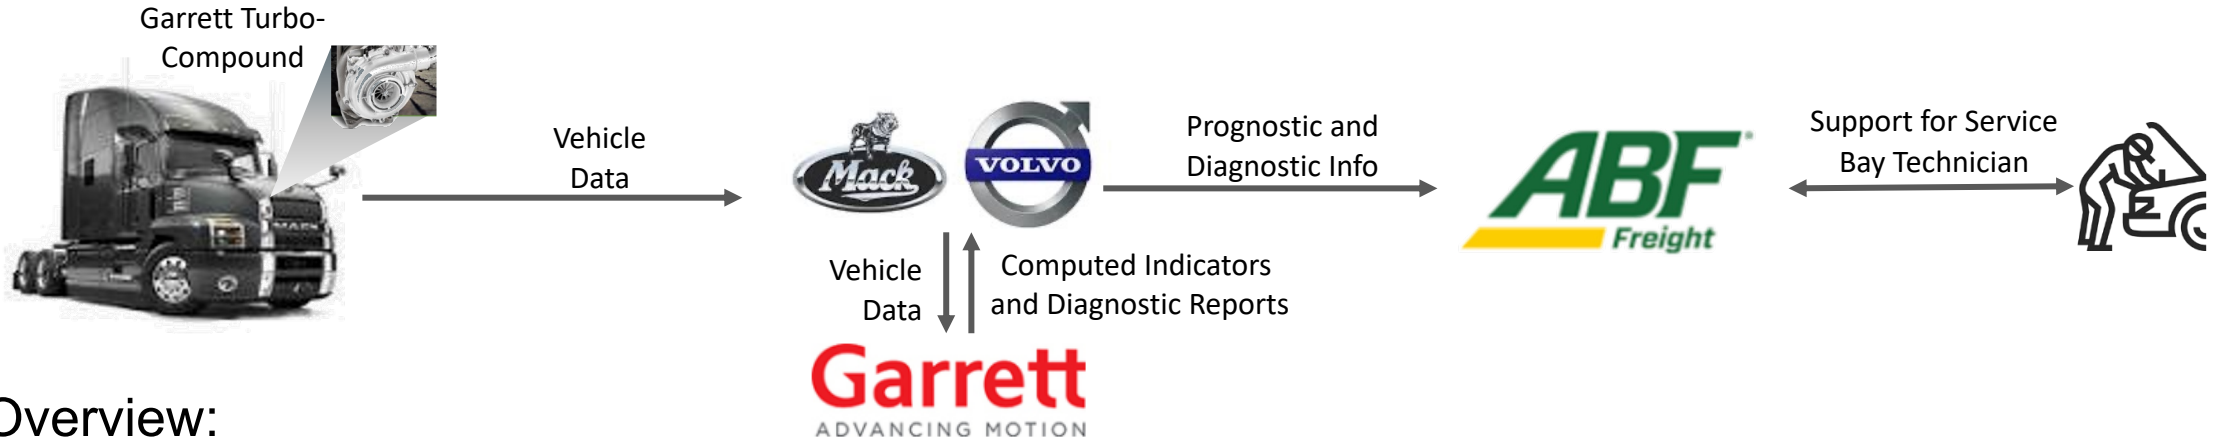 Garrett Turbo-
Compound
Vehicle
Data
Mack
VOLVO
Prognostic and
Diagnostic Info
ABF
Freight
Support for Service
Bay Technician
MACK
Vehicle
Data
Computed Indicators
and Diagnostic Reports
Garrett
ADVANCING MOTION
Overview: